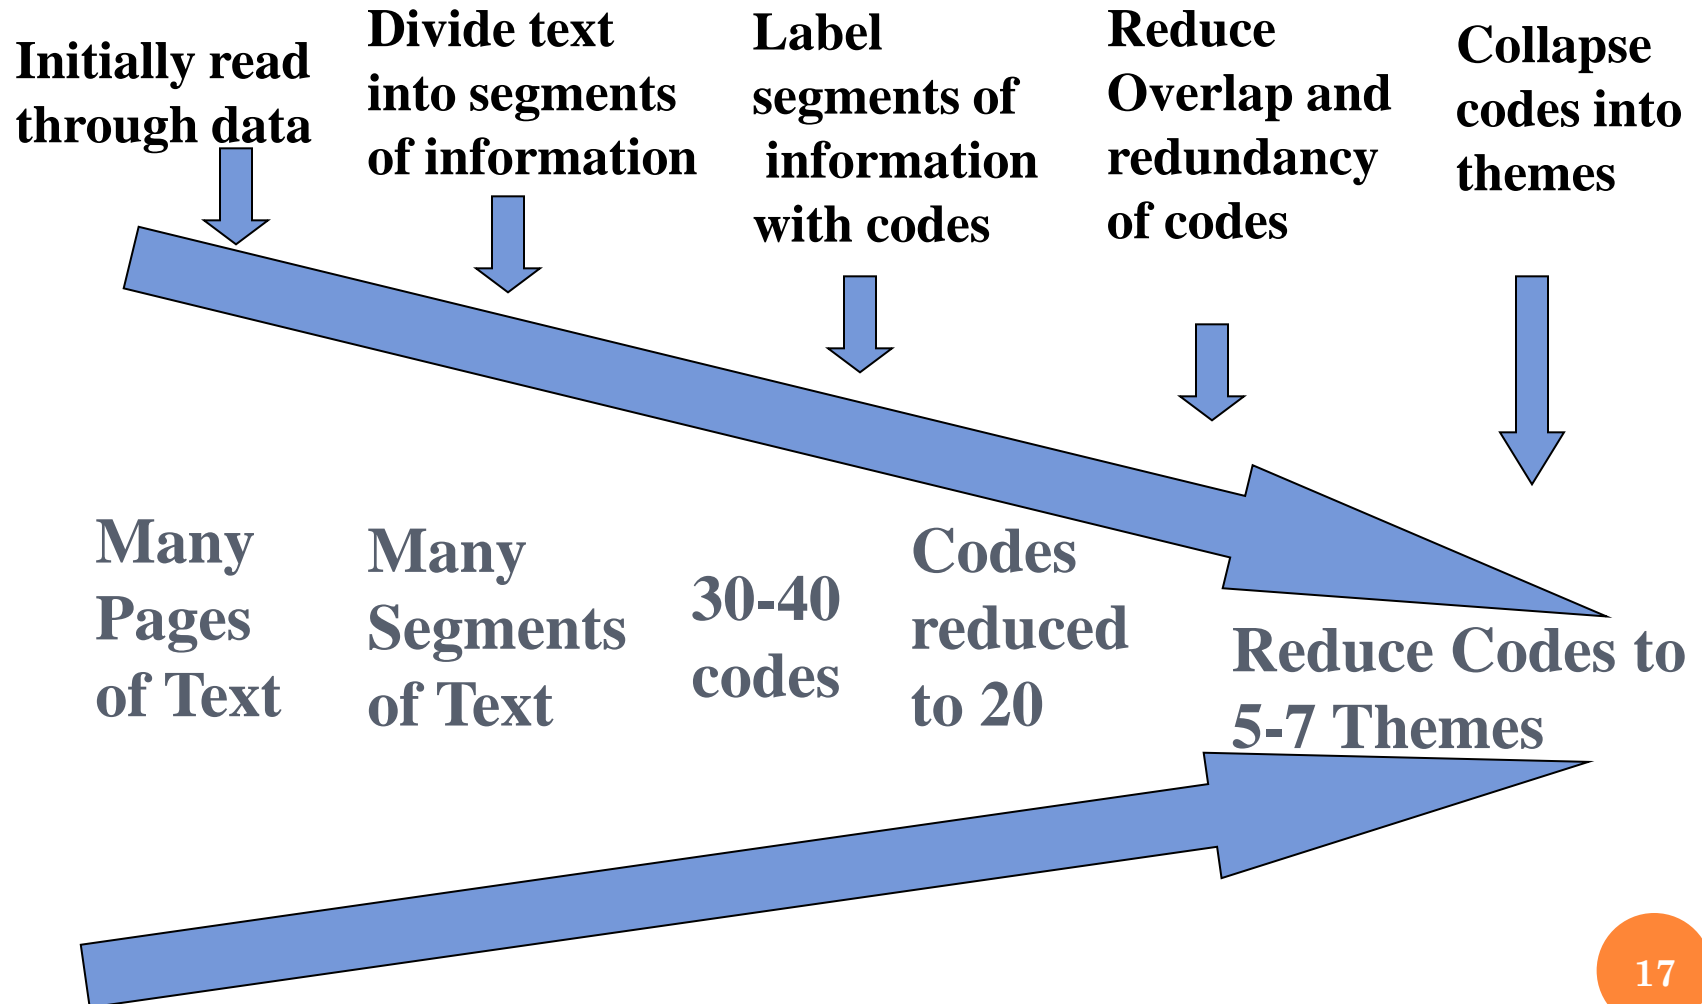 Initially read
through data
Divide text
into segments
of information
Label
segments of
information
with codes
Reduce
Overlap and
redundancy
of codes
Collapse
codes into
themes
Many
Pages
of Text
Many
Segments
of Text
30-40
codes
Codes
reduced
to 20
Reduce Codes to
5-7 Themes
17